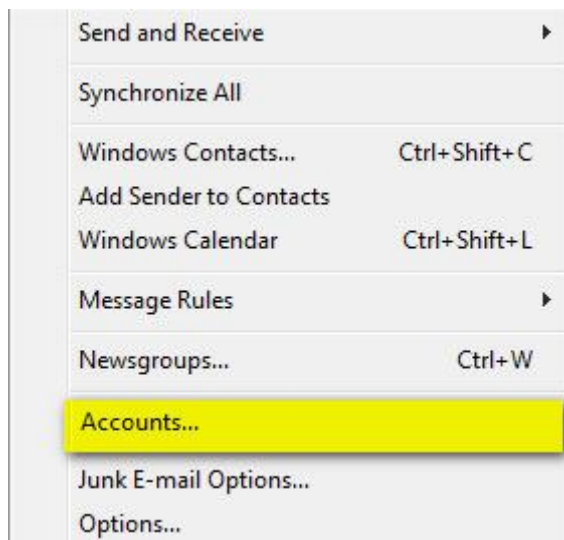 Send and Receive
Synchronize All
Windows Contacts... Ctrl+Shift+C
Add Sender to Contacts
Windows Calendar Ctrl+Shift+L
Message Rules
Newsgroups... Ctrl+W
Accounts...
Junk E-mail Options...
Options...